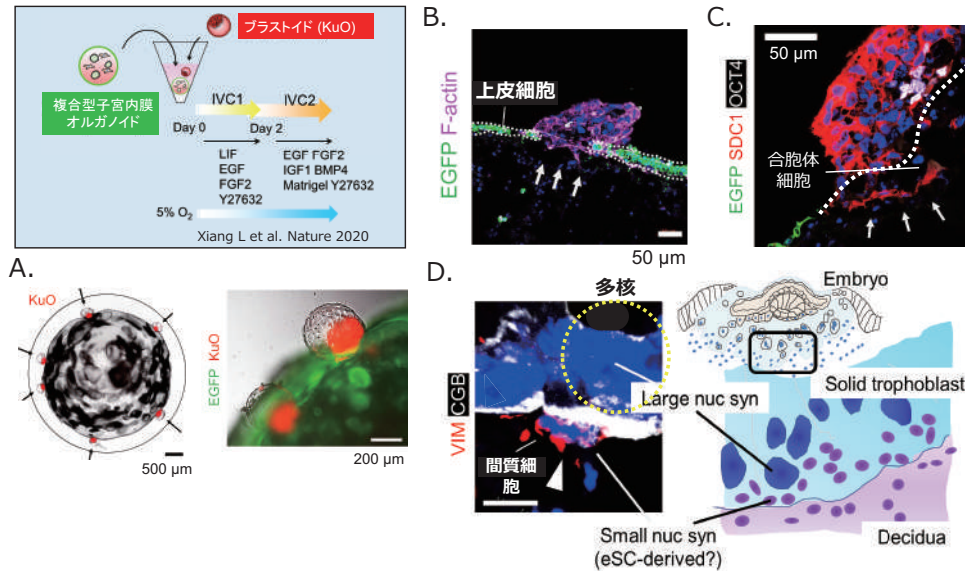 ブラストイド (KuO)
複合型子宮内膜
オルガノイド
IVC1
IVC2
Day 0
Day 2
LIF
EGF
FGF2
Y27632
EGF FGF2
IGF1 BMP4
Matrigel Y27632
5% O2
Xiang L et al. Nature 2020
A.
KuO
500 µm
EGFP KuO
200 µm
B.
EGFP F-actin
上皮細胞
50 µm
C.
EGFP SDC1 OCT4
50 µm
合胞体
細胞
D.
VIM CGB
多核
間質細
胞
Embryo
Solid trophoblast
Large nuc syn
Small nuc syn
(eSC-derived?)
Decidua